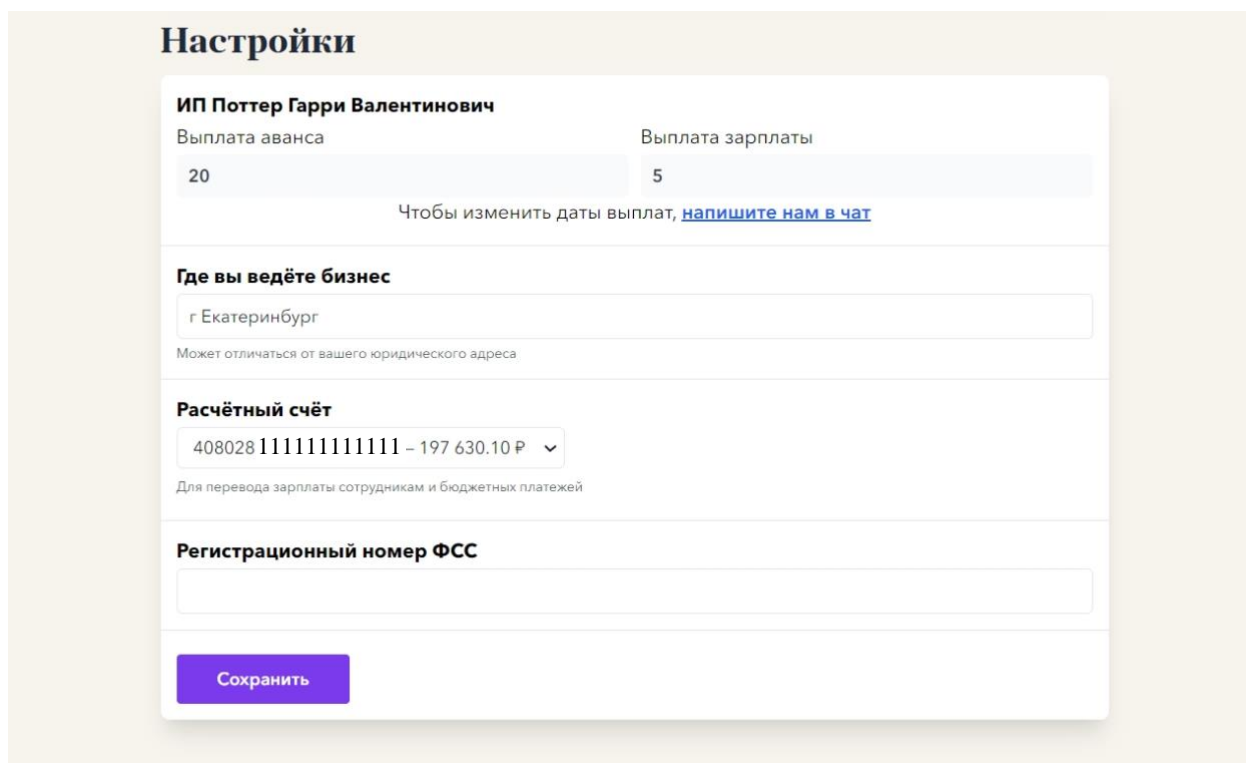 Настройки
ИП Поттер Гарри Валентинович
Выплата аванса
Выплата зарплаты
20
5
Чтобы изменить даты выплат, напишите нам в чат
Где вы ведёте бизнес
г Екатеринбург
Может отличаться от вашего юридического адреса
Расчётный счёт
408028 111111111111 – 197 630.10 ₽
Для перевода зарплаты сотрудникам и бюджетных платежей
Регистрационный номер ФСС
Сохранить